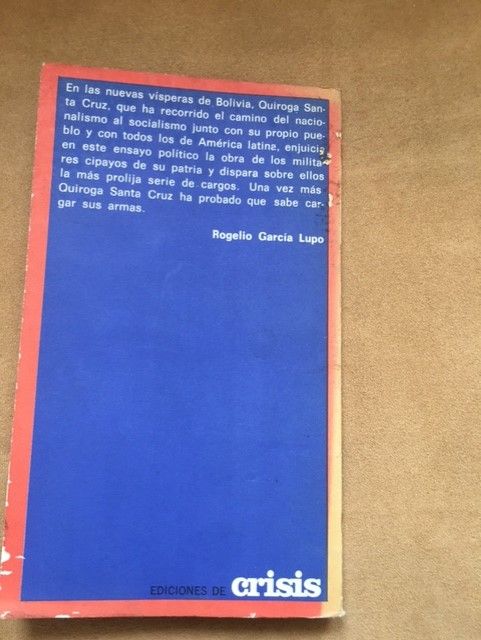 En las nuevas vísperas de Bolivia, Quiroga San-
ta Cruz, que ha recorrido el camino del nacio-
nalismo al socialismo junto con su propio pue-
blo y con todos los de América latina, enjuicia
en este ensayo político la obra de los milita-
res cipayos de su patria y dispara sobre ellos
la más prolija serie de cargos. Una vez más
Quiroga Santa Cruz ha probado que sabe car-
gar sus armas.
Rogelio García Lupo
EDICIONES DE crisis